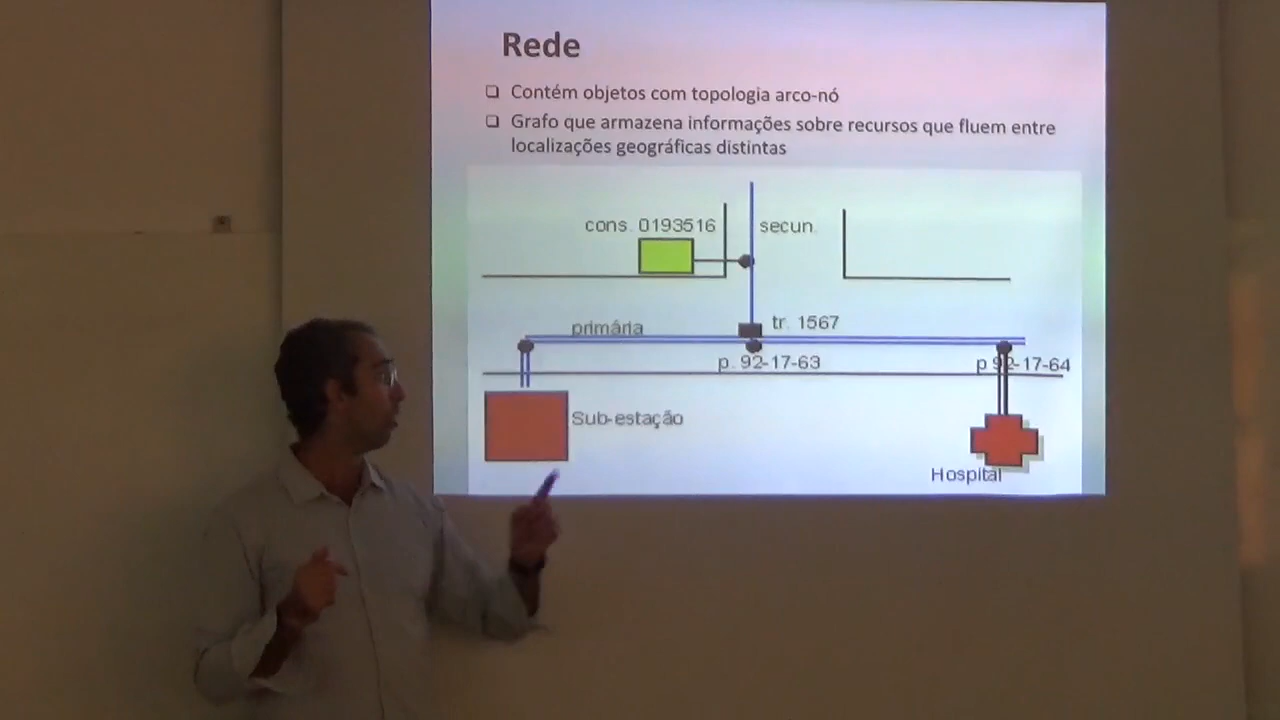 Rede
❑ Contém objetos com topologia arco-nó
❑ Grafo que armazena informações sobre recursos que fluem entre
localizações geográficas distintas
cons. 0193516
secun.
primária
tr. 1567
p. 92-17-63
p 92-17-64
Sub-estação
Hospital